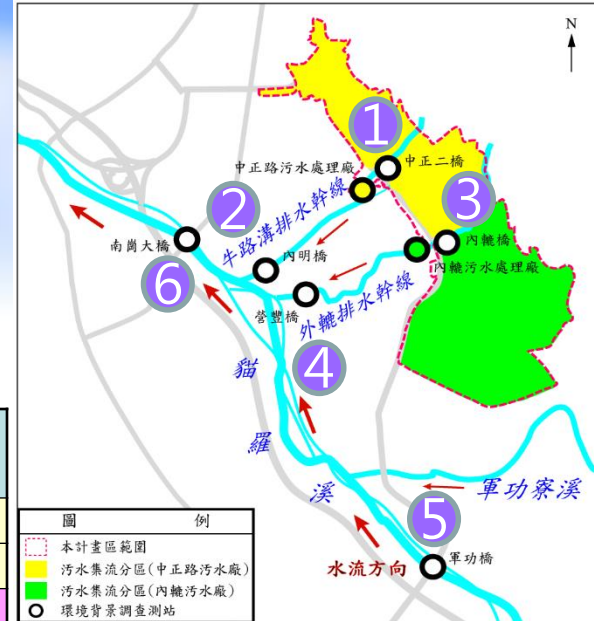 N
1
中正路污水處理廠
中正二橋
2
3
牛路溝排水幹線
內轆橋
南崗大橋
內明橋
內轆污水處理廠
6
營豐橋
外轆排水幹線
4
貓羅溪
軍功寮溪
5
水流方向
軍功橋
圖 例
本計畫區範圍
污水集流分區(中正路污水廠)
污水集流分區(內轆污水廠)
環境背景調查測站